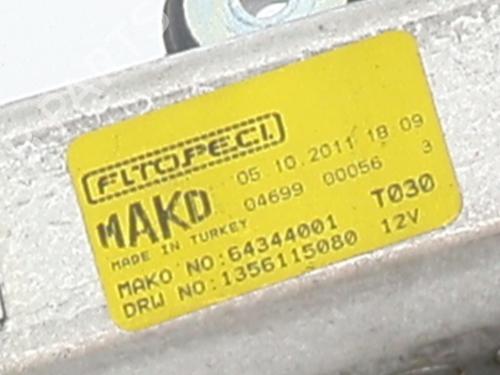 FTOPECI.
05.10.2011 18 09
MAKO 04699 00056 3
MADE IN TURKEY
MAKO NO:64344001 T030
DRW NO:1356115080 12V